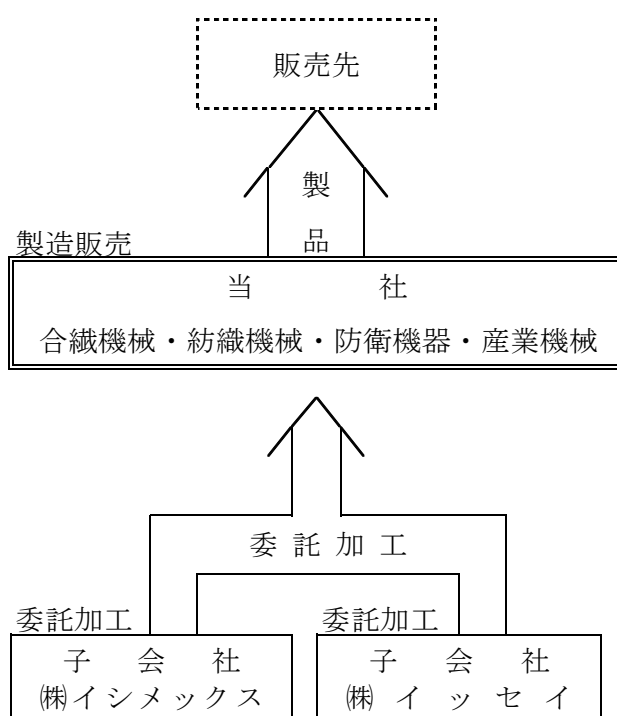 販売先
製
品
製造販売
当 社
合繊機械・紡織機械・防衛機器・産業機械
委託加工
委託加工 委託加工
子会社 子会社
㈱イシメックス ㈱イッセイ